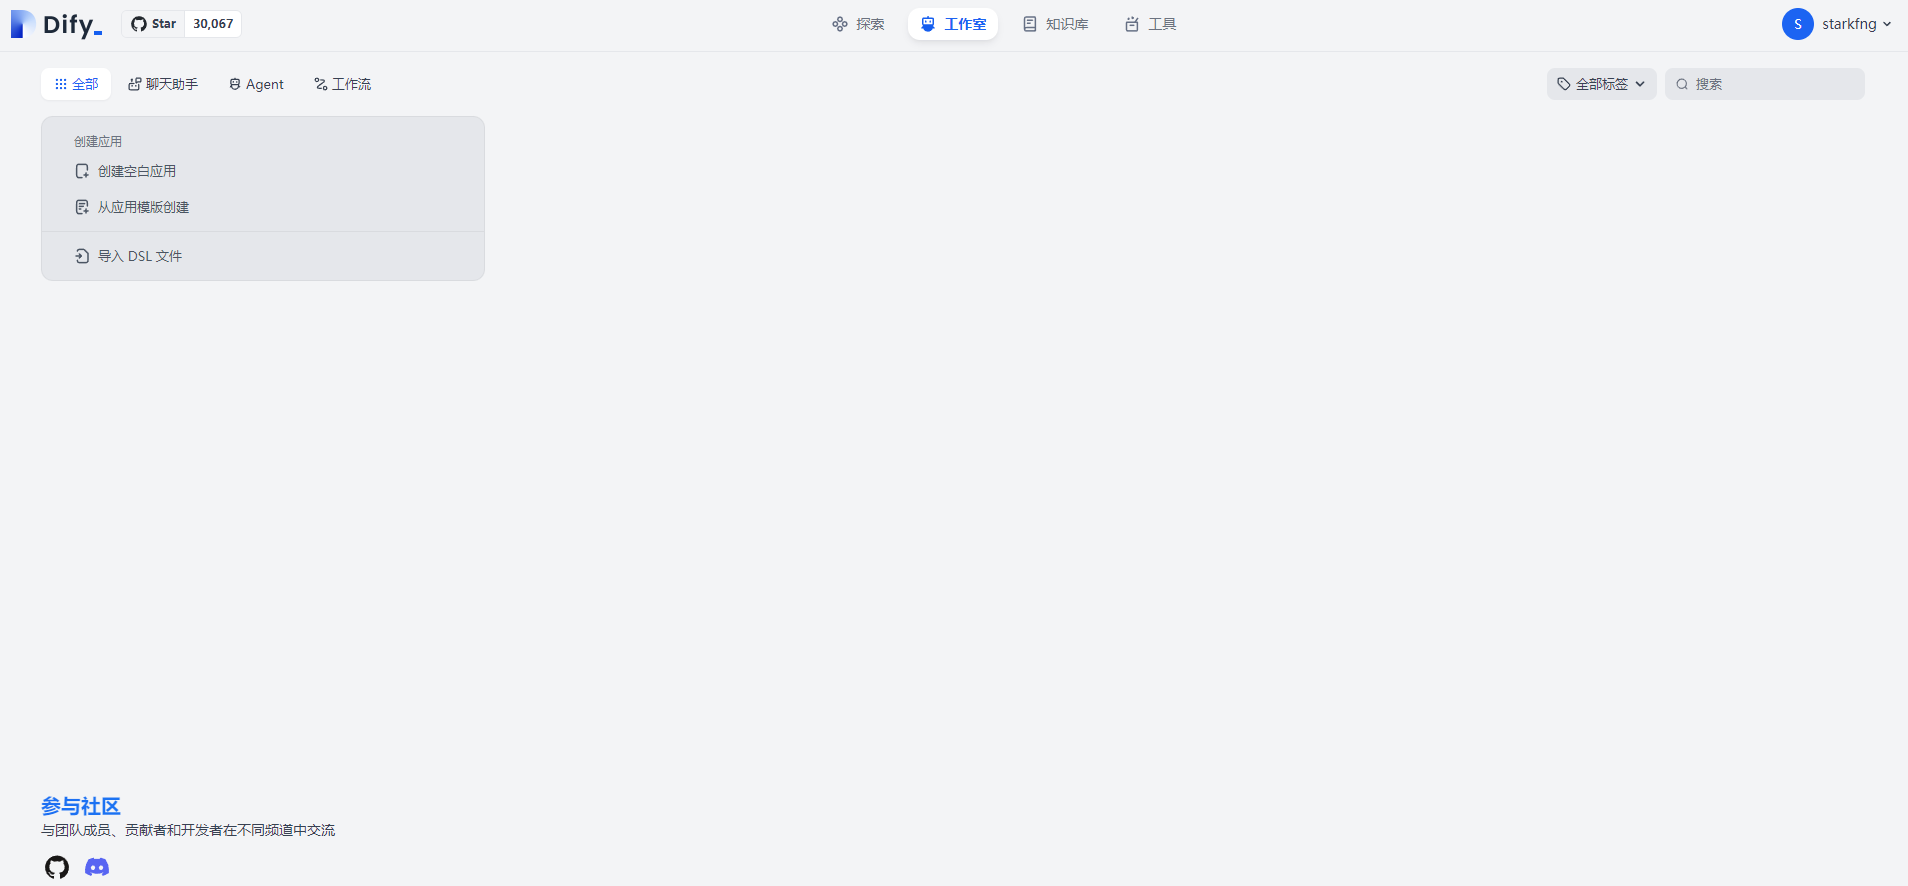 Dify_
Star 30,067
探索 工作室 知识库 工具
S starkfng
全部 聊天助手 Agent 工作流
全部标签 搜索
创建应用
创建空白应用
从应用模版创建
导入 DSL 文件
参与社区
与团队成员、贡献者和开发者在不同频道中交流